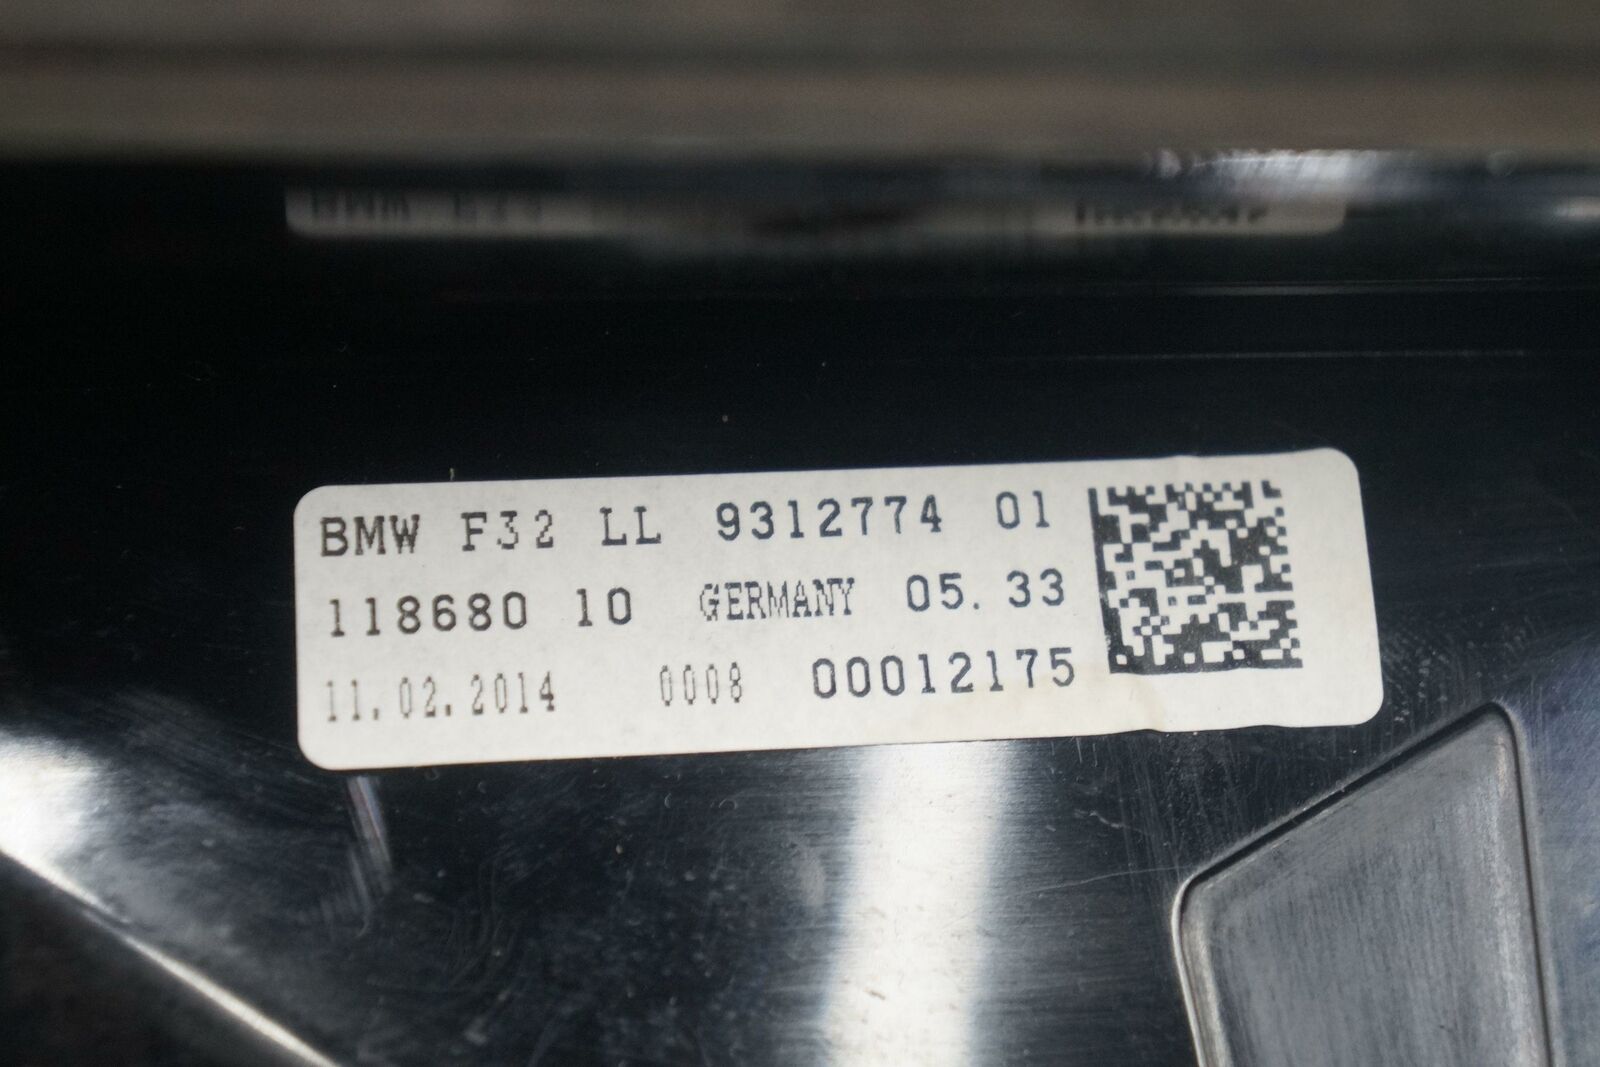 BMW F32 LL 9312774 01
118680 10 GERMANY 05.33
11.02.2014 0008 00012175